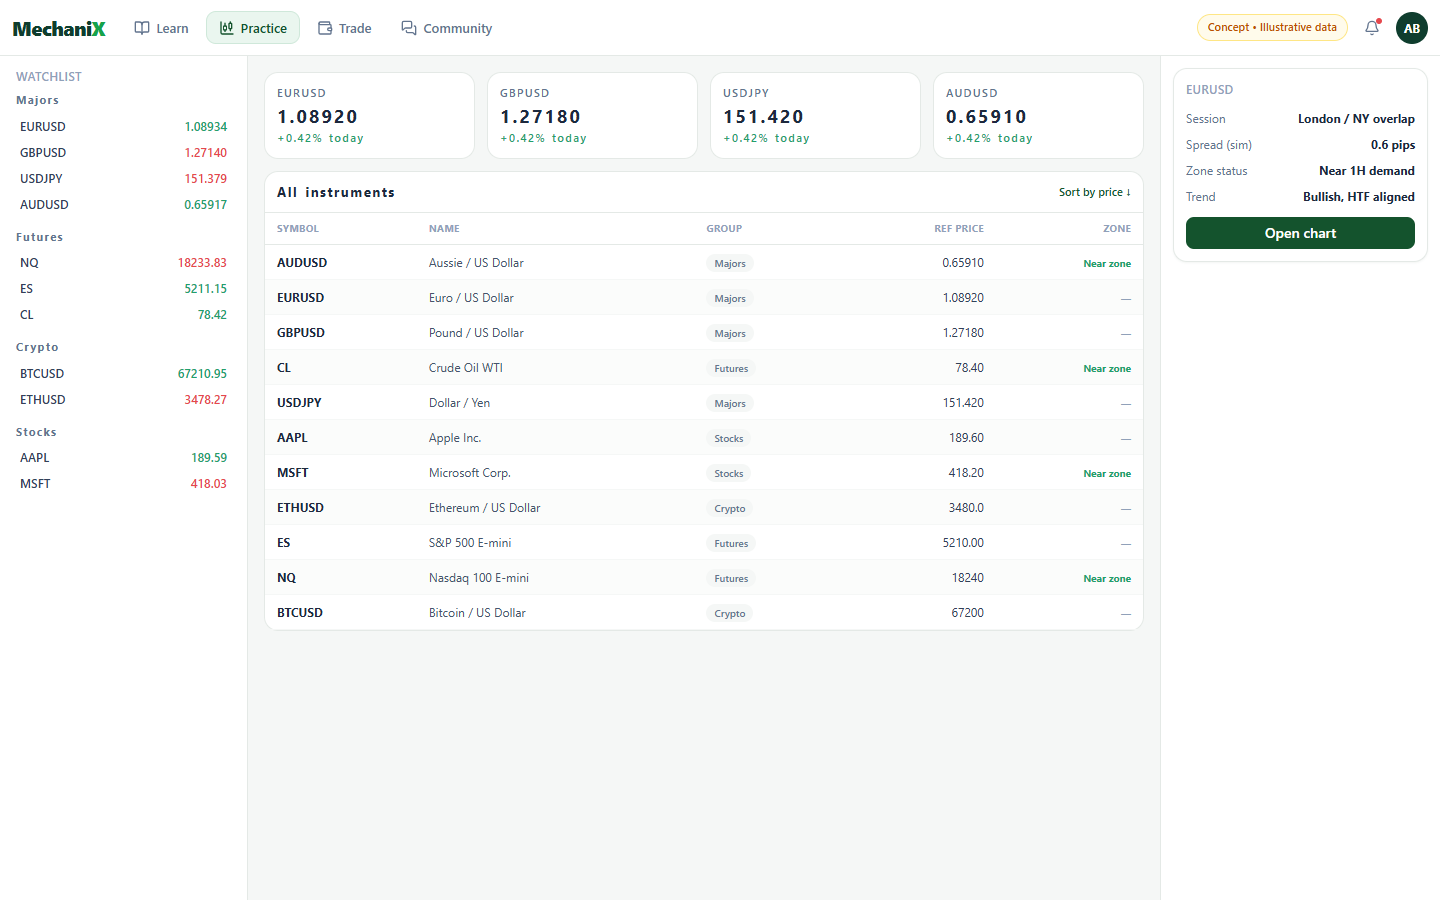 MechaniX
Learn
Practice
Trade
Community
Concept • Illustrative data
AB
WATCHLIST
Majors
EURUSD 1.08934
GBPUSD 1.27140
USDJPY 151.379
AUDUSD 0.65917
Futures
NQ 18233.83
ES 5211.15
CL 78.42
Crypto
BTCUSD 67210.95
ETHUSD 3478.27
Stocks
AAPL 189.59
MSFT 418.03
EURUSD
1.08920
+0.42% today
GBPUSD
1.27180
+0.42% today
USDJPY
151.420
+0.42% today
AUDUSD
0.65910
+0.42% today
All instruments
Sort by price ↓
SYMBOL NAME GROUP REF PRICE ZONE
AUDUSD Aussie / US Dollar Majors 0.65910 Near zone
EURUSD Euro / US Dollar Majors 1.08920 —
GBPUSD Pound / US Dollar Majors 1.27180 —
CL Crude Oil WTI Futures 78.40 Near zone
USDJPY Dollar / Yen Majors 151.420 —
AAPL Apple Inc. Stocks 189.60 —
MSFT Microsoft Corp. Stocks 418.20 Near zone
ETHUSD Ethereum / US Dollar Crypto 3480.0 —
ES S&P 500 E-mini Futures 5210.00 —
NQ Nasdaq 100 E-mini Futures 18240 Near zone
BTCUSD Bitcoin / US Dollar Crypto 67200 —
EURUSD
Session London / NY overlap
Spread (sim) 0.6 pips
Zone status Near 1H demand
Trend Bullish, HTF aligned
Open chart